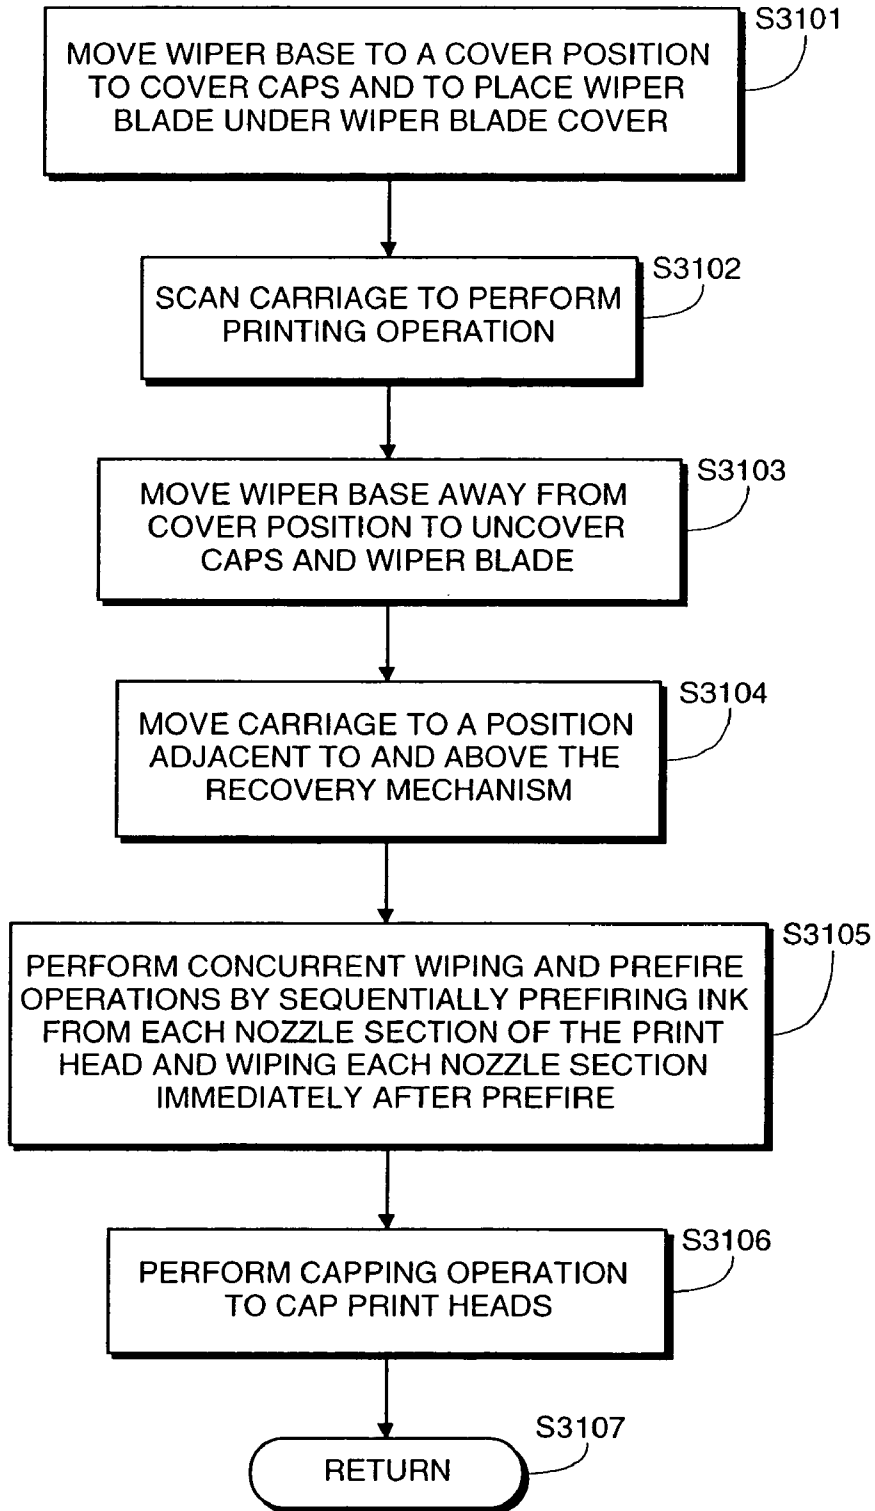 S3101
MOVE WIPER BASE TO A COVER POSITION
TO COVER CAPS AND TO PLACE WIPER
BLADE UNDER WIPER BLADE COVER
S3102
SCAN CARRIAGE TO PERFORM
PRINTING OPERATION
S3103
MOVE WIPER BASE AWAY FROM
COVER POSITION TO UNCOVER
CAPS AND WIPER BLADE
S3104
MOVE CARRIAGE TO A POSITION
ADJACENT TO AND ABOVE THE
RECOVERY MECHANISM
S3105
PERFORM CONCURRENT WIPING AND PREFIRE
OPERATIONS BY SEQUENTIALLY PREFIRING INK
FROM EACH NOZZLE SECTION OF THE PRINT
HEAD AND WIPING EACH NOZZLE SECTION
IMMEDIATELY AFTER PREFIRE
S3106
PERFORM CAPPING OPERATION
TO CAP PRINT HEADS
S3107
RETURN